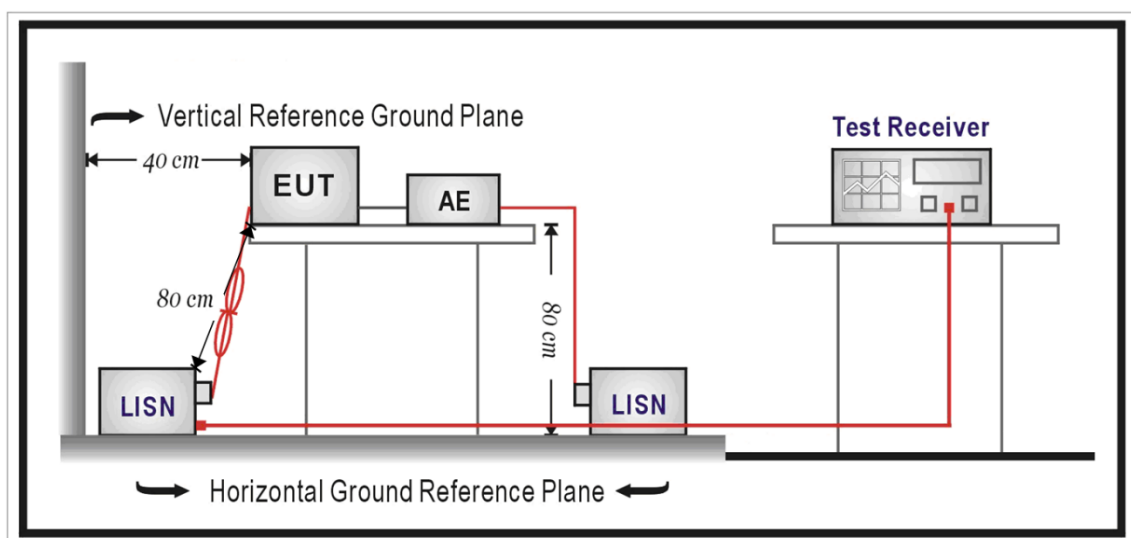 Vertical Reference Ground Plane
40 cm
Test Receiver
EUT
AE
80 cm
80 cm
LISN
LISN
Horizontal Ground Reference Plane